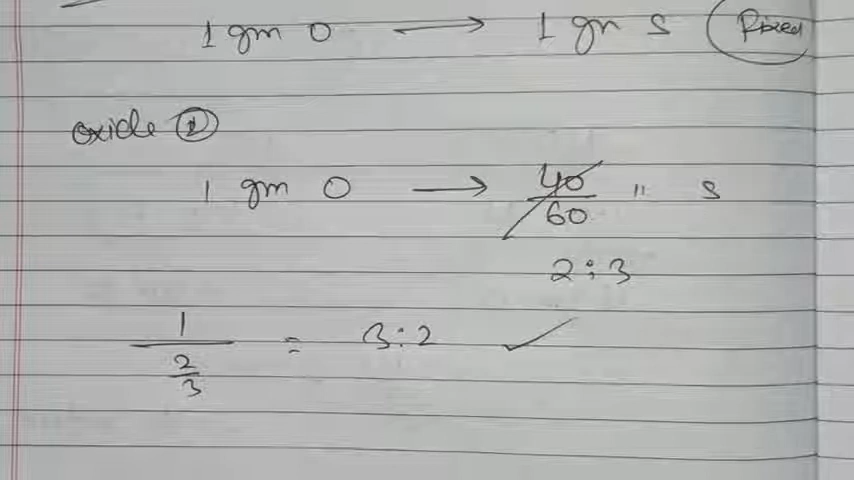 1 gm O → 1 gm S (Fixed)
oxide ②
1 gm O → 40/60 " S
2:3
1/(2/3) = 3:2 ✓